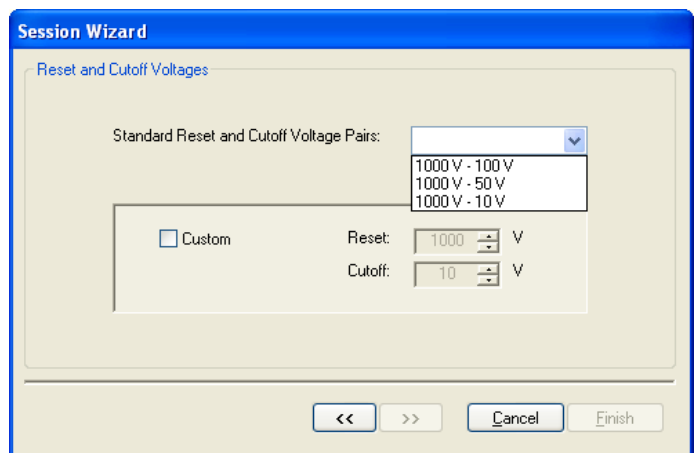 Session Wizard
Reset and Cutoff Voltages
Standard Reset and Cutoff Voltage Pairs:
1000 V - 100 V
1000 V - 50 V
1000 V - 10 V
Custom Reset: 1000 V
Cutoff: 10 V
<< >> Cancel Finish